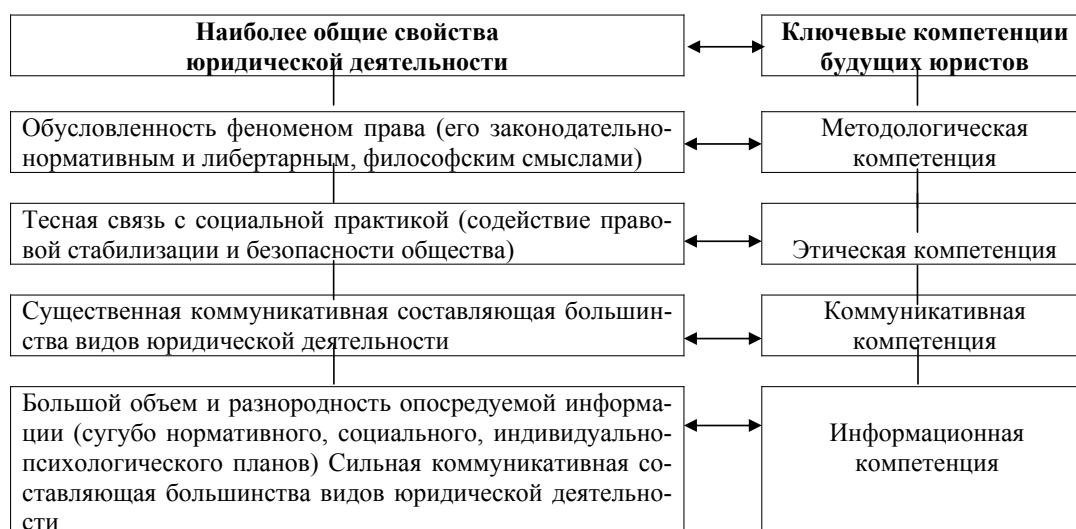 Наиболее общие свойства
юридической деятельности
Ключевые компетенции
будущих юристов
Обусловленность феноменом права (его законодательно-
нормативным и либертарным, философским смыслами)
Методологическая
компетенция
Тесная связь с социальной практикой (содействие право-
вой стабилизации и безопасности общества)
Этическая компетенция
Существенная коммуникативная составляющая большин-
ства видов юридической деятельности
Коммуникативная
компетенция
Большой объем и разнородность опосредуемой информа-
ции (сугубо нормативного, социального, индивидуально-
психологического планов) Сильная коммуникативная со-
ставляющая большинства видов юридической деятельно-
сти
Информационная
компетенция